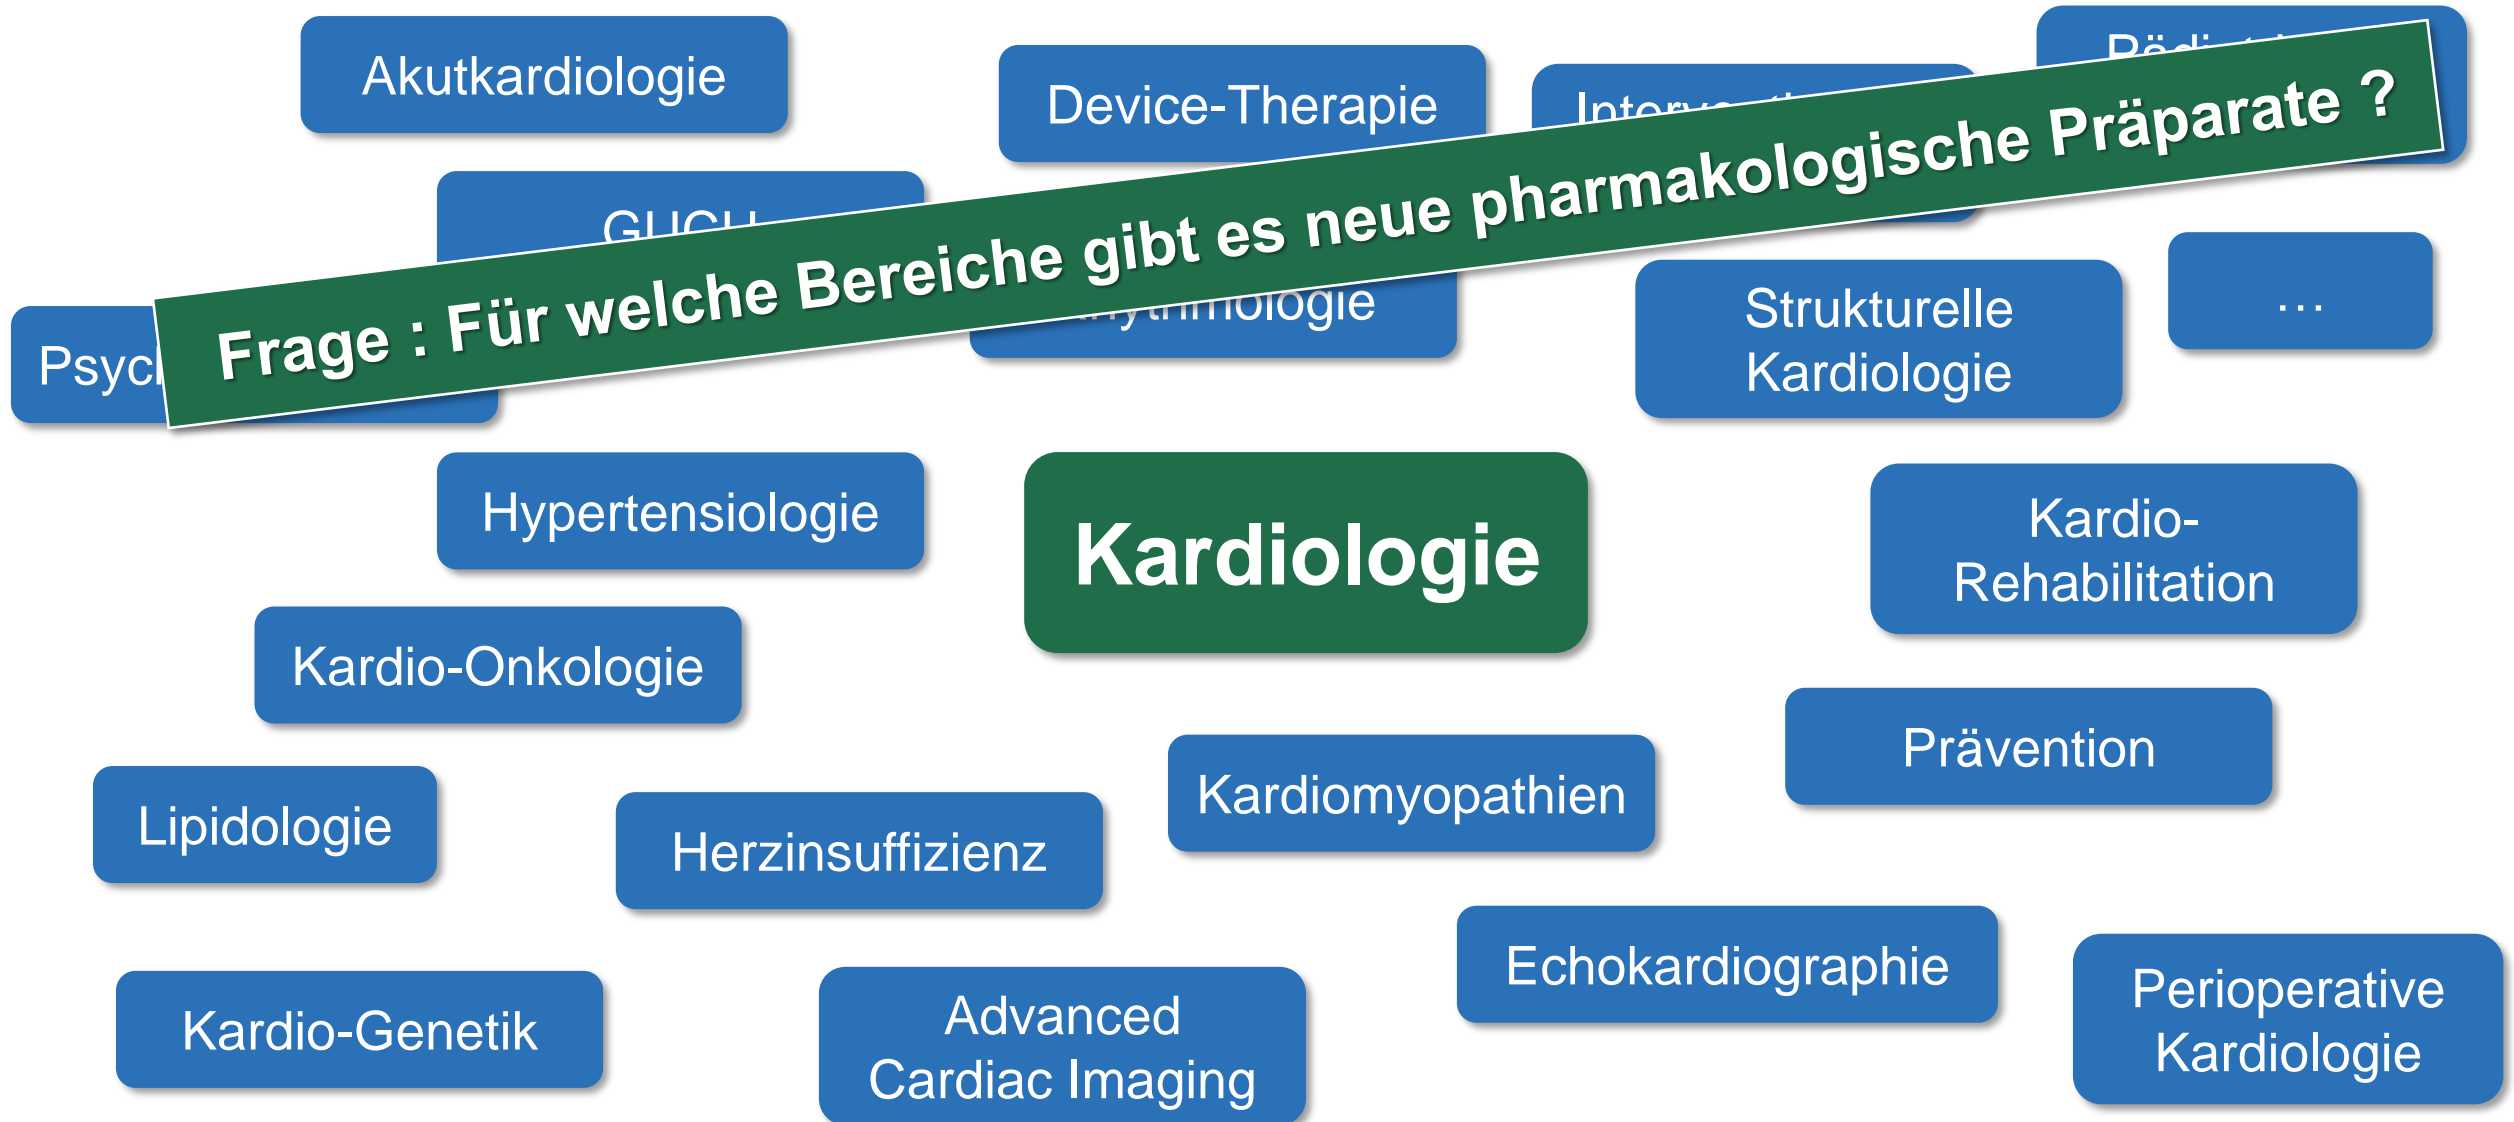 Akutkardiologie
Device-Therapie
Frage : Für welche Bereiche gibt es neue pharmakologische Präparate ?
Strukturelle
Kardiologie
…
Hypertensiologie
Kardiologie
Kardio-
Rehabilitation
Kardio-Onkologie
Prävention
Kardiomyopathien
Lipidologie
Herzinsuffizienz
Echokardiographie
Perioperative
Kardiologie
Kardio-Genetik
Advanced
Cardiac Imaging